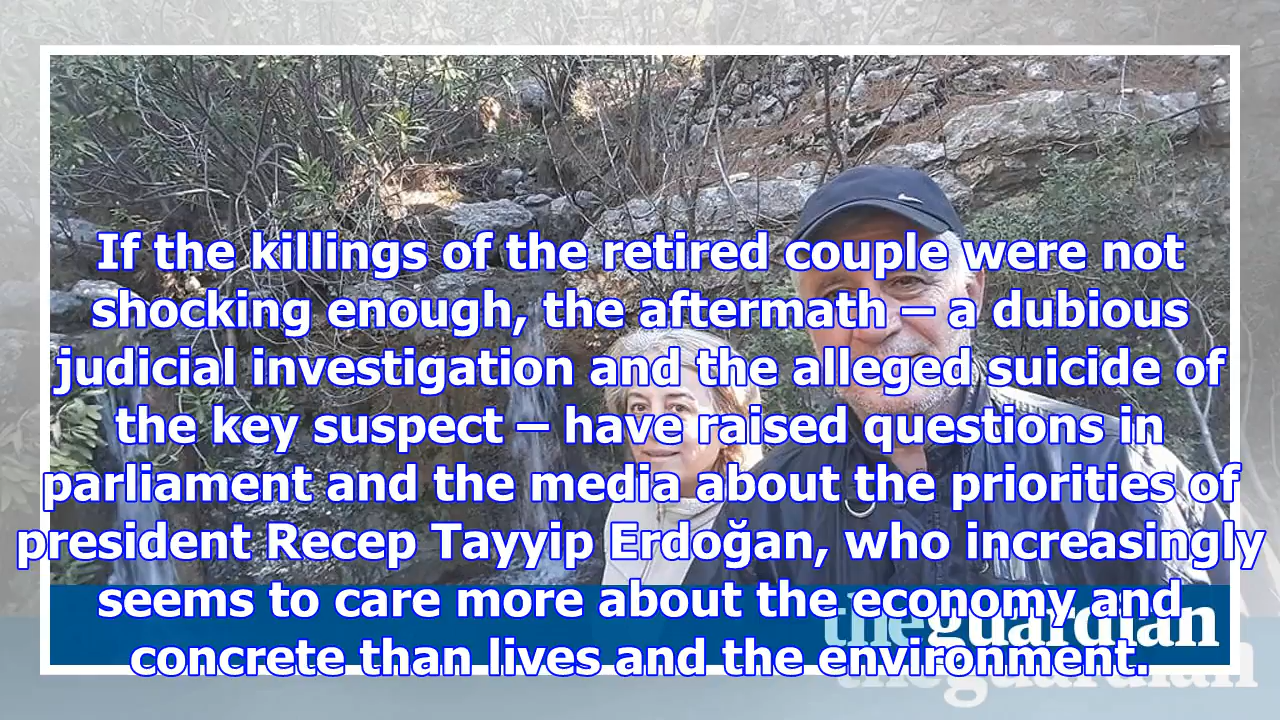 If the killings of the retired couple were not
shocking enough, the aftermath – a dubious
judicial investigation and the alleged suicide of
the key suspect – have raised questions in
parliament and the media about the priorities of
president Recep Tayyip Erdoğan, who increasingly
seems to care more about the economy and
concrete than lives and the environment.
theguardian
theguardian